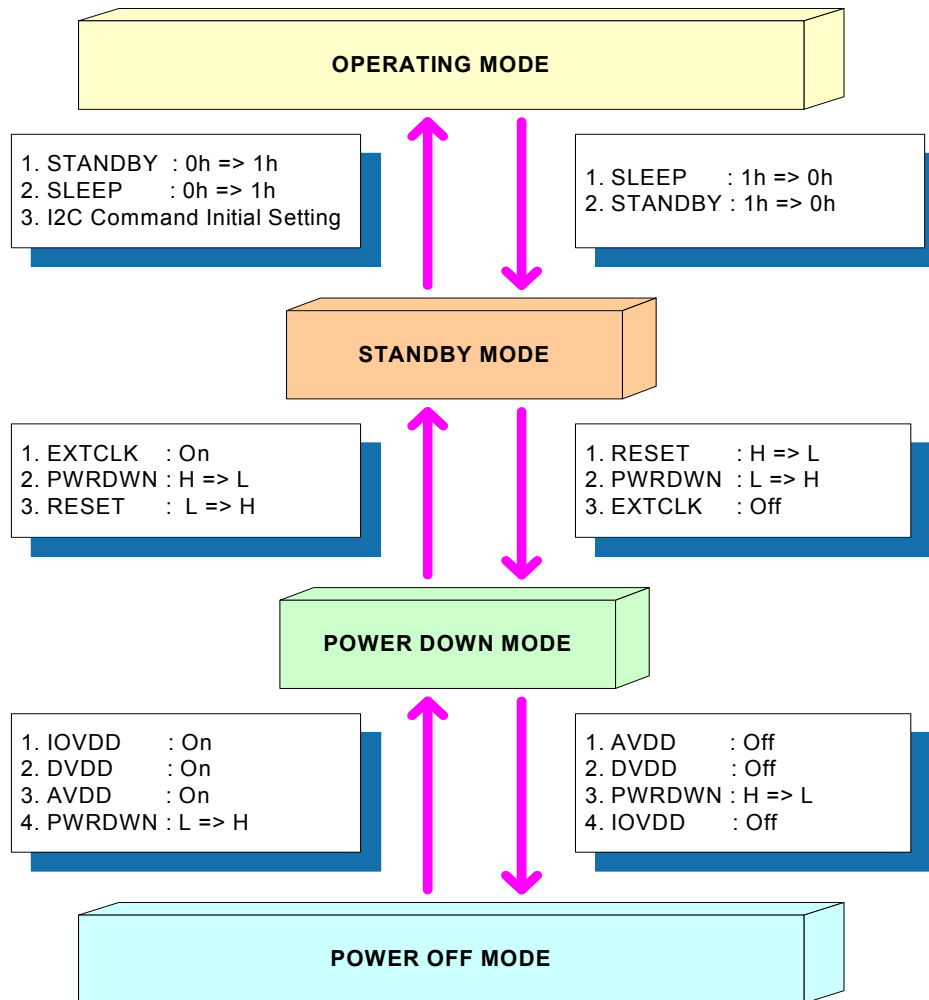 OPERATING MODE
1. STANDBY : 0h => 1h
2. SLEEP : 0h => 1h
3. I2C Command Initial Setting
1. SLEEP : 1h => 0h
2. STANDBY : 1h => 0h
STANDBY MODE
1. EXTCLK : On
2. PWRDWN : H => L
3. RESET : L => H
1. RESET : H => L
2. PWRDWN : L => H
3. EXTCLK : Off
POWER DOWN MODE
1. IOVDD : On
2. DVDD : On
3. AVDD : On
4. PWRDWN : L => H
1. AVDD : Off
2. DVDD : Off
3. PWRDWN : H => L
4. IOVDD : Off
POWER OFF MODE